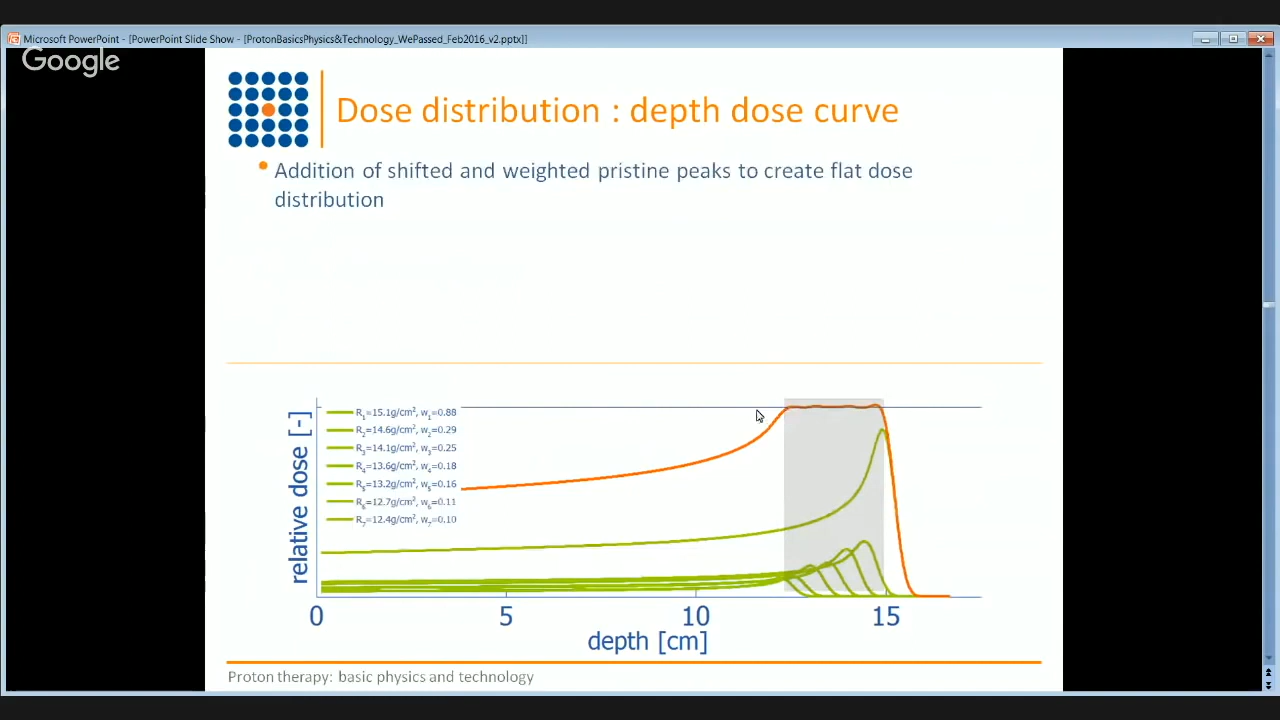 Microsoft PowerPoint - [PowerPoint Slide Show - [ProtonBasicsPhysics&Technology_WePassed_Feb2016_v2.pptx]]
Google
Dose distribution : depth dose curve
Addition of shifted and weighted pristine peaks to create flat dose
distribution
relative dose [-]
R1=15.1g/cm2, w1=0.88
R2=14.6g/cm2, w2=0.29
R3=14.1g/cm2, w3=0.25
R4=13.6g/cm2, w4=0.18
R5=13.2g/cm2, w5=0.16
R6=12.7g/cm2, w6=0.11
R7=12.4g/cm2, w7=0.10
0 5 10 15
depth [cm]
Proton therapy: basic physics and technology